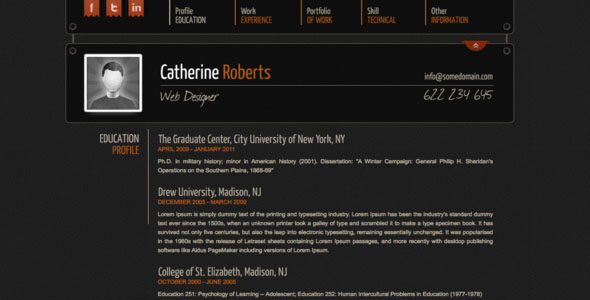 f t in
Profile
EDUCATION
Work
EXPERIENCE
Portfolio
OF WORK
Skill
TECHNICAL
Other
INFORMATION
Catherine Roberts
info@somedomain.com
Web Designer
622 234 645
EDUCATION
PROFILE
The Graduate Center, City University of New York, NY
APRIL 2009 - JANUARY 2011
Ph.D. in military history; minor in American history (2001). Dissertation: "A Winter Campaign: General Philip H. Sheridan's
Operations on the Southern Plains, 1868-69"
Drew University, Madison, NJ
DECEMBER 2005 - MARCH 2009
Lorem Ipsum is simply dummy text of the printing and typesetting industry. Lorem Ipsum has been the industry's standard dummy
text ever since the 1500s, when an unknown printer took a galley of type and scrambled it to make a type specimen book. It has
survived not only five centuries, but also the leap into electronic typesetting, remaining essentially unchanged. It was popularised
in the 1960s with the release of Letraset sheets containing Lorem Ipsum passages, and more recently with desktop publishing
software like Aldus PageMaker including versions of Lorem Ipsum.
College of St. Elizabeth, Madison, NJ
OCTOBER 2000 - JUNE 2005
Education 251: Psychology of Learning – Adolescent; Education 252: Human Intercultural Problems in Education (1977-1978)